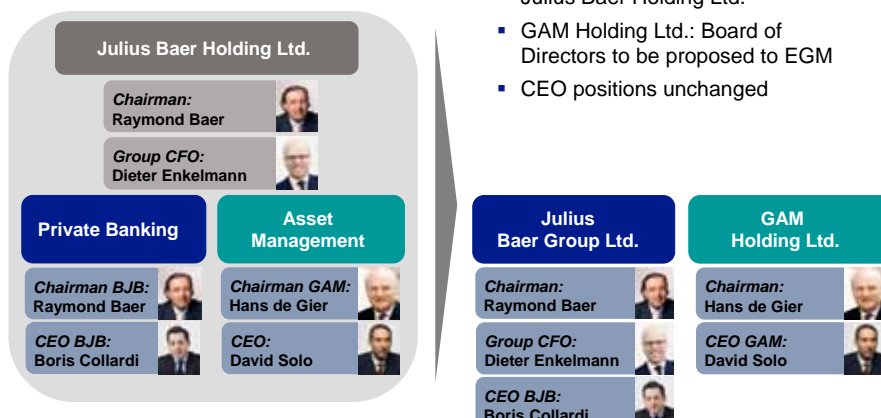 Julius Baer Holding Ltd.
▪ GAM Holding Ltd.: Board of
Directors to be proposed to EGM
▪ CEO positions unchanged
Julius Baer Holding Ltd.
Chairman:
Raymond Baer
Group CFO:
Dieter Enkelmann
Private Banking
Asset
Management
Chairman BJB:
Raymond Baer
CEO BJB:
Boris Collardi
Chairman GAM:
Hans de Gier
CEO:
David Solo
Julius
Baer Group Ltd.
GAM
Holding Ltd.
Chairman:
Raymond Baer
Group CFO:
Dieter Enkelmann
CEO BJB:
Boris Collardi
Chairman:
Hans de Gier
CEO GAM:
David Solo